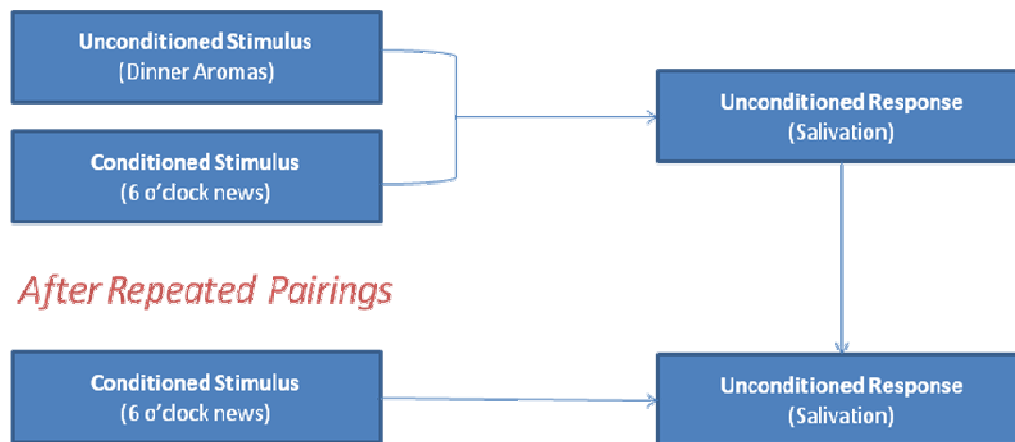 Unconditioned Stimulus
(Dinner Aromas)
Conditioned Stimulus
(6 o'clock news)
Unconditioned Response
(Salivation)
After Repeated Pairings
Conditioned Stimulus
(6 o'clock news)
Unconditioned Response
(Salivation)